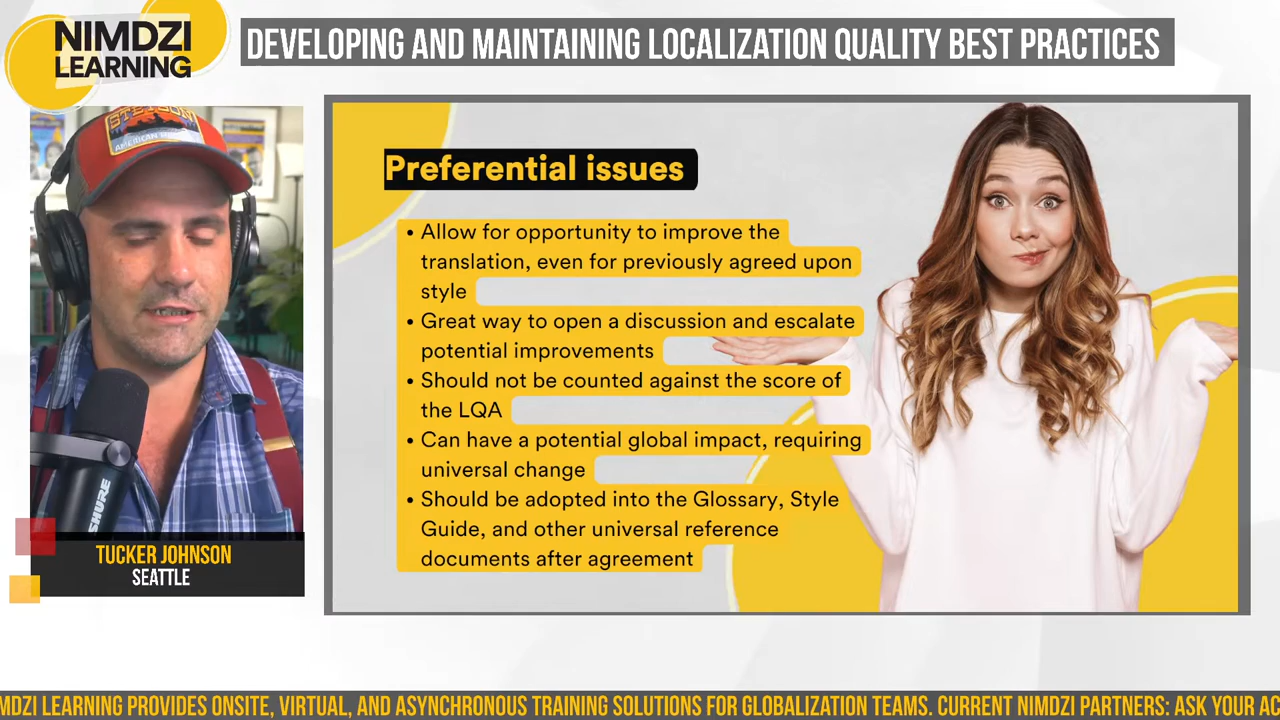 NIMDZI
LEARNING
DEVELOPING AND MAINTAINING LOCALIZATION QUALITY BEST PRACTICES
STETSON
AMERICAN
SHURE
TUCKER JOHNSON
SEATTLE
Preferential issues
• Allow for opportunity to improve the
translation, even for previously agreed upon
style
• Great way to open a discussion and escalate
potential improvements
• Should not be counted against the score of
the LQA
• Can have a potential global impact, requiring
universal change
• Should be adopted into the Glossary, Style
Guide, and other universal reference
documents after agreement
MDZI LEARNING PROVIDES ONSITE, VIRTUAL, AND ASYNCHRONOUS TRAINING SOLUTIONS FOR GLOBALIZATION TEAMS. CURRENT NIMDZI PARTNERS: ASK YOUR AC